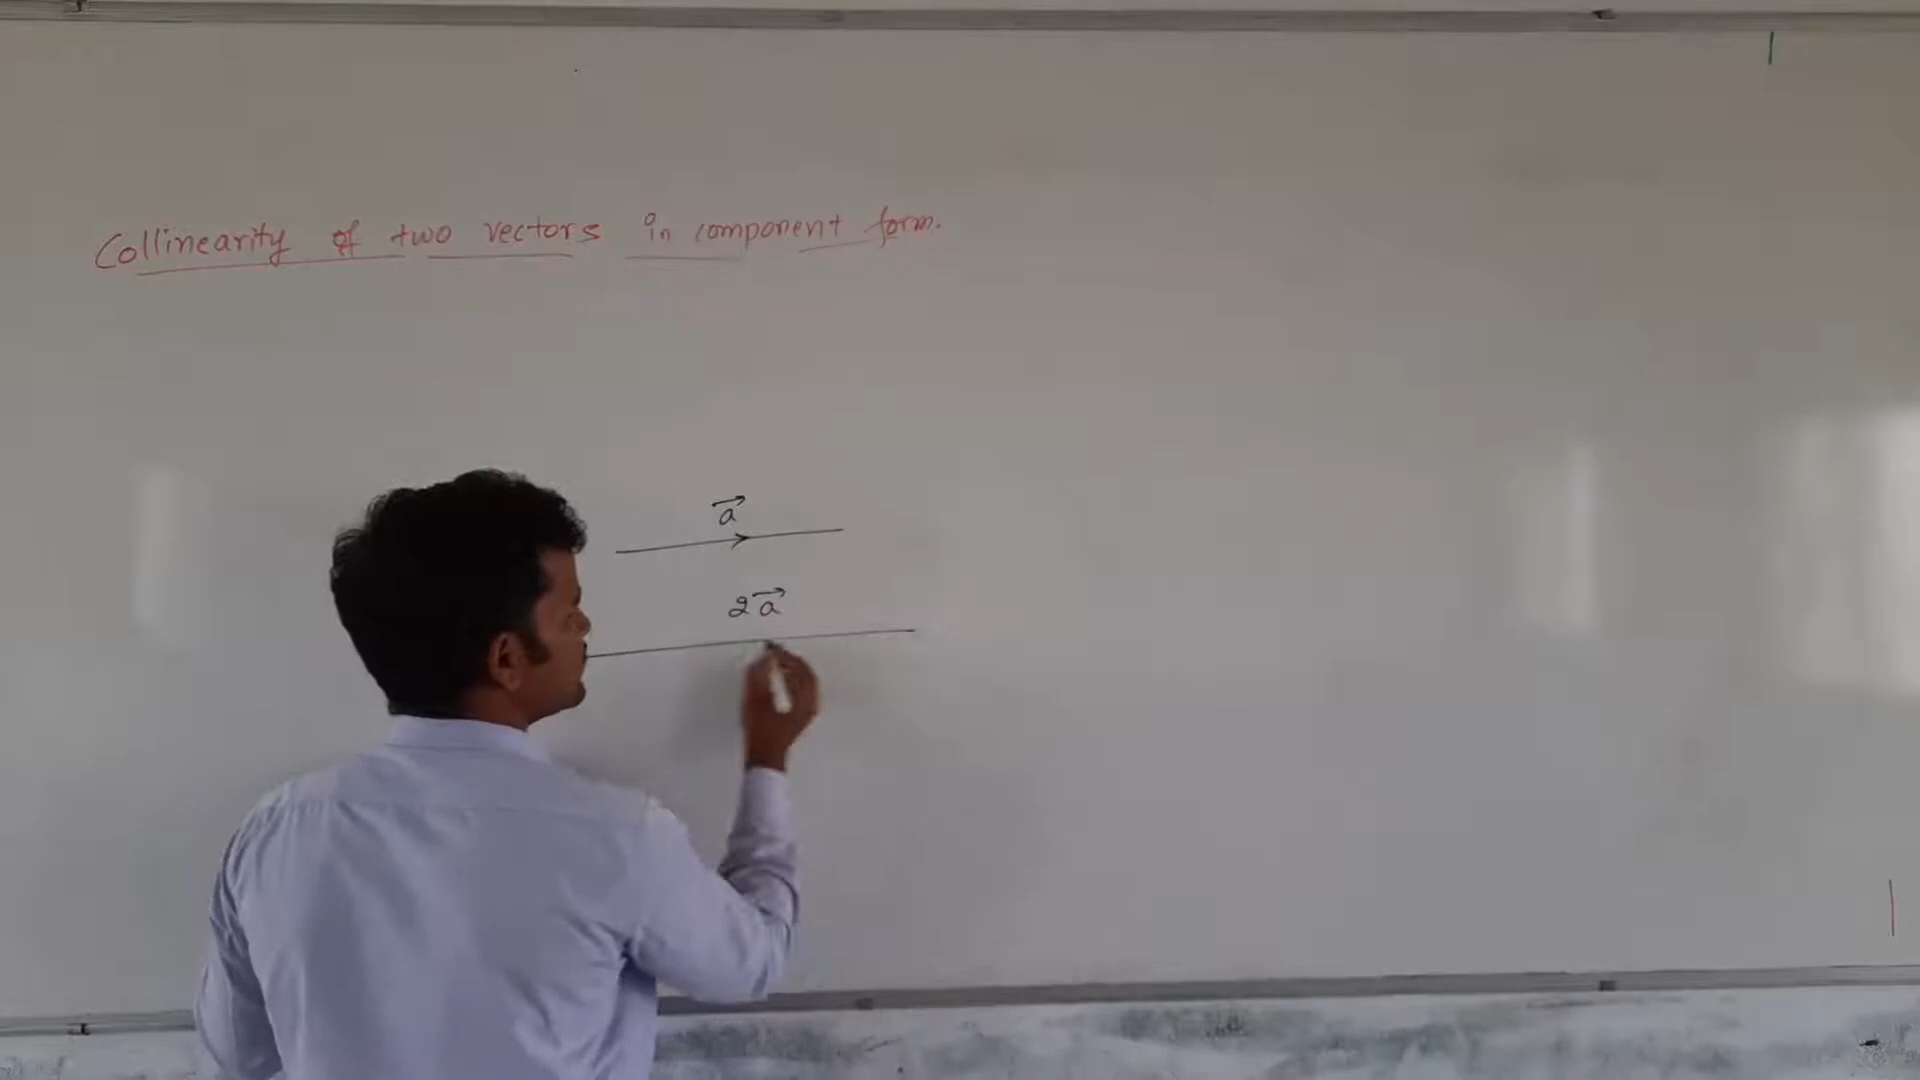 Collinearity of two vectors in component form.
a⃗
2a⃗